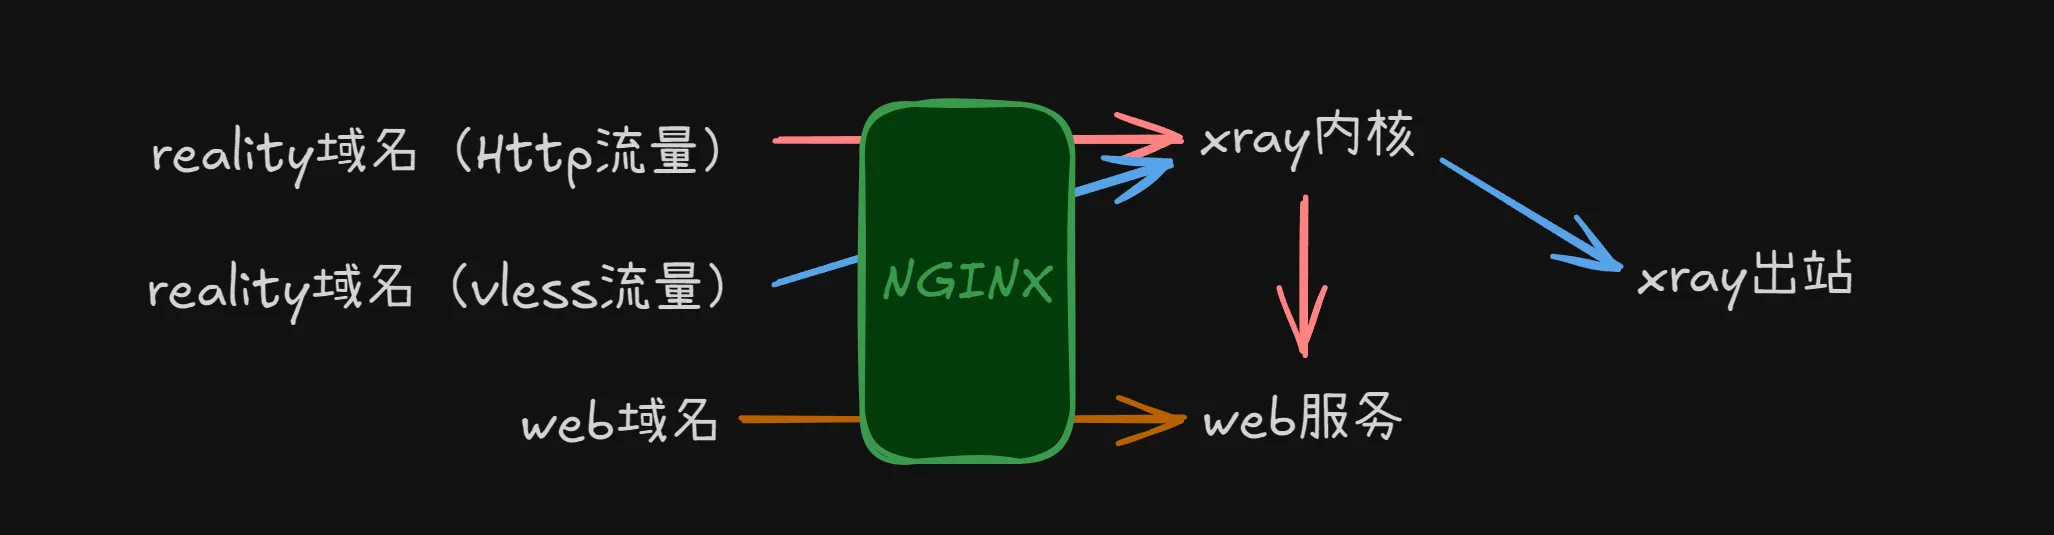 reality域名（Http流量）
xray内核
reality域名（vless流量）
NGINX
xray出站
web域名
web服务